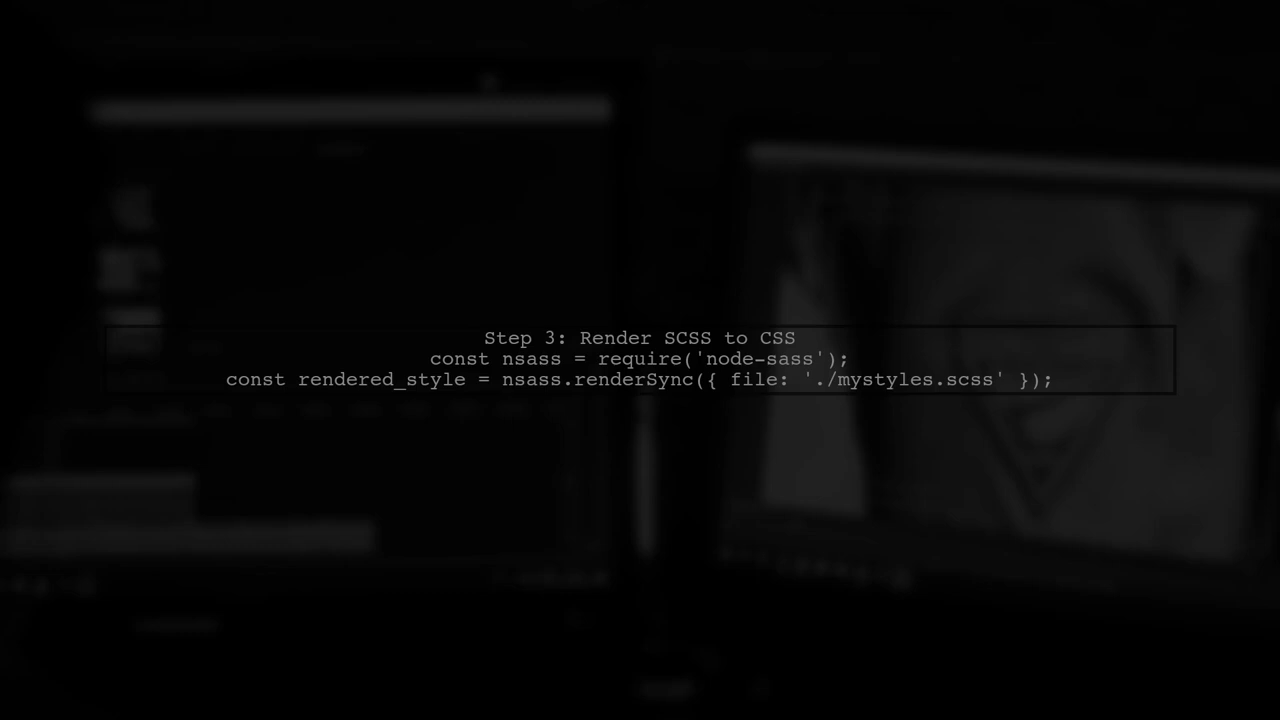 Step 3: Render SCSS to CSS
const nsass = require('node-sass');
const rendered_style = nsass.renderSync({ file: './mystyles.scss' });